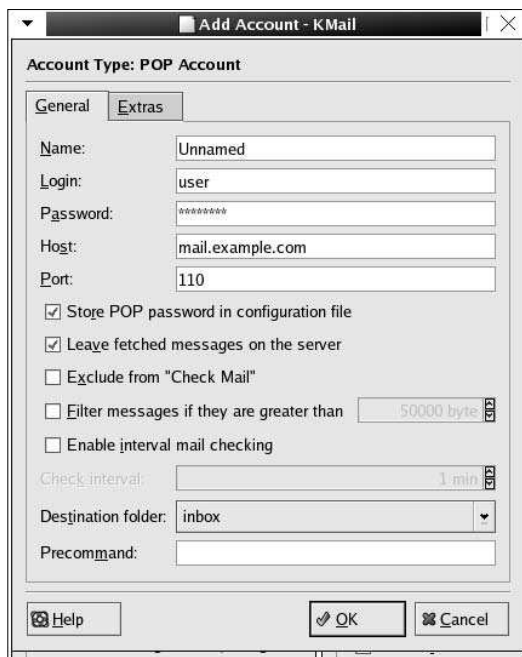 Add Account - KMail
Account Type: POP Account
General Extras
Name: Unnamed
Login: user
Password: ********
Host: mail.example.com
Port: 110
Store POP password in configuration file
Leave fetched messages on the server
Exclude from "Check Mail"
Filter messages if they are greater than 50000 byte
Enable interval mail checking
Check interval: 1 min
Destination folder: inbox
Precommand:
Help OK Cancel